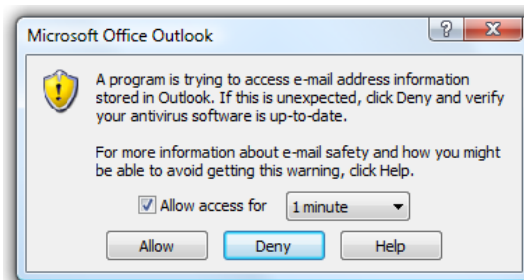 Microsoft Office Outlook
A program is trying to access e-mail address information
stored in Outlook. If this is unexpected, click Deny and verify
your antivirus software is up-to-date.
For more information about e-mail safety and how you might
be able to avoid getting this warning, click Help.
Allow access for 1 minute
Allow Deny Help